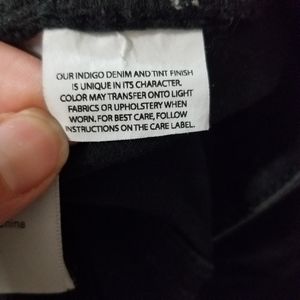 OUR INDIGO DENIM AND TINT FINISH
IS UNIQUE IN ITS CHARACTER.
COLOR MAY TRANSFER ONTO LIGHT
FABRICS OR UPHOLSTERY WHEN
WORN. FOR BEST CARE, FOLLOW
INSTRUCTIONS ON THE CARE LABEL.
China